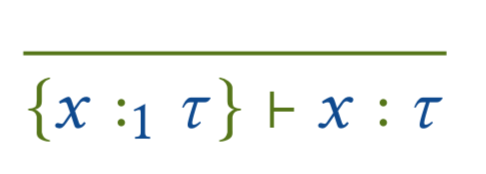 {x :₁ τ} ⊢ x : τ